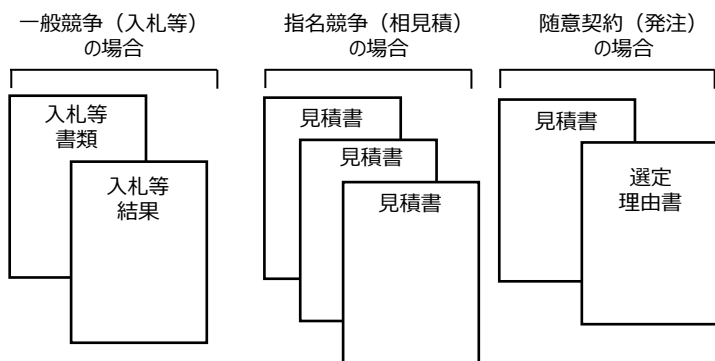 一般競争（入札等）
の場合
入札等
書類
入札等
結果
指名競争（相見積）
の場合
見積書
見積書
見積書
随意契約（発注）
の場合
見積書
選定
理由書